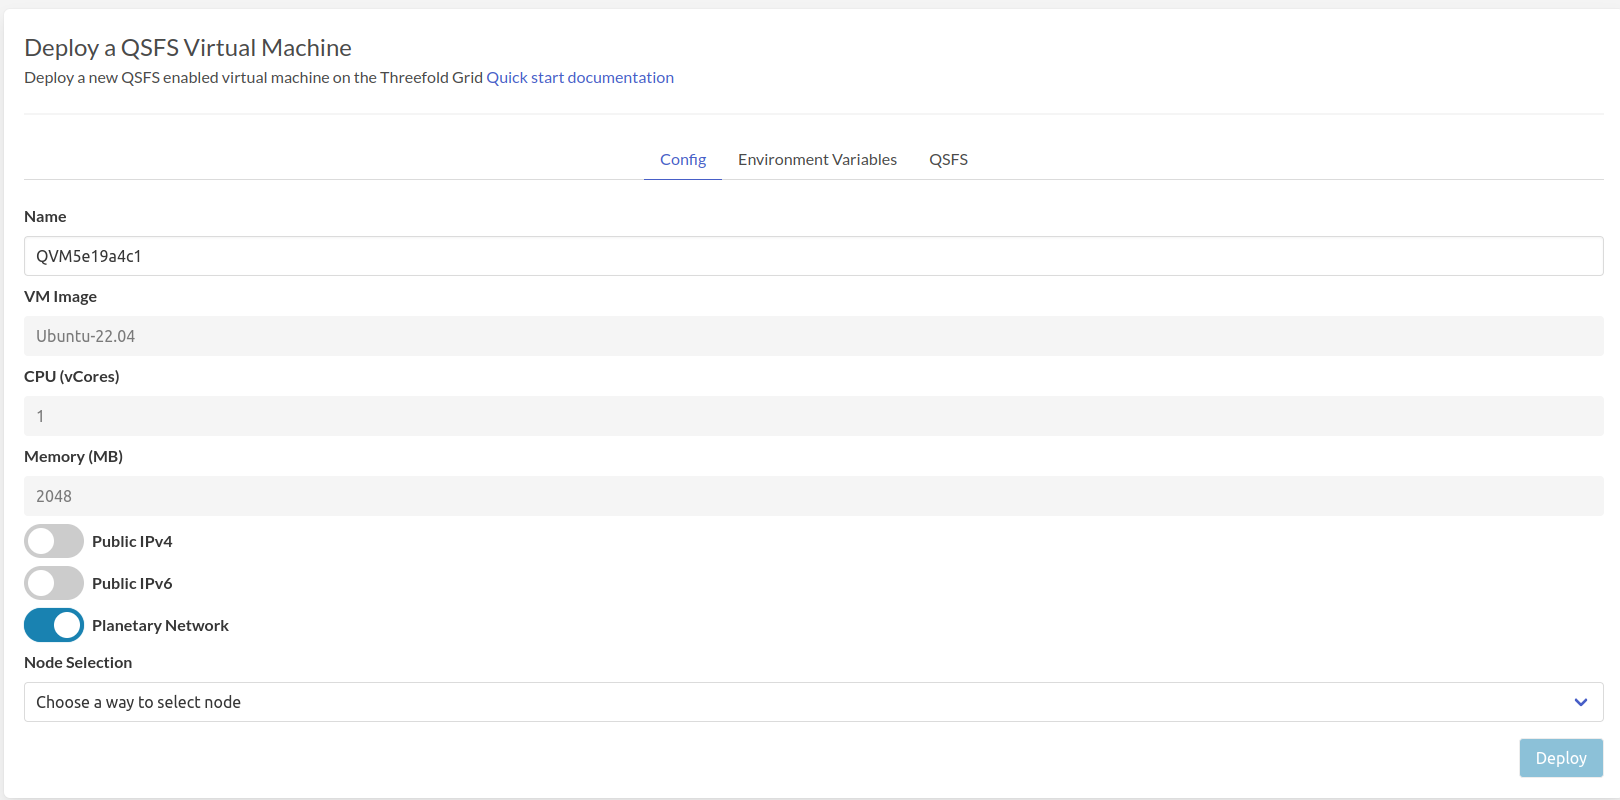 Deploy a QSFS Virtual Machine
Deploy a new QSFS enabled virtual machine on the Threefold Grid Quick start documentation
Config Environment Variables QSFS
Name
QVM5e19a4c1
VM Image
Ubuntu-22.04
CPU (vCores)
1
Memory (MB)
2048
Public IPv4
Public IPv6
Planetary Network
Node Selection
Choose a way to select node
Deploy